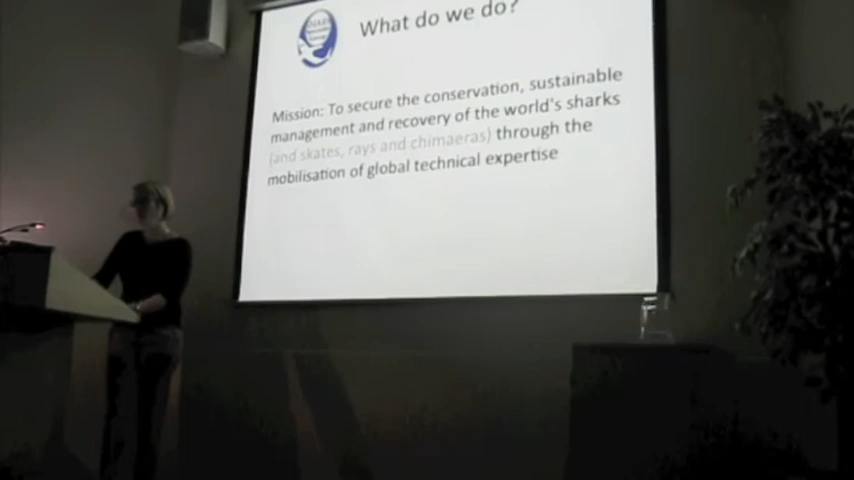 What do we do?
Mission: To secure the conservation, sustainable
management and recovery of the world's sharks
(and skates, rays and chimaeras) through the
mobilisation of global technical expertise